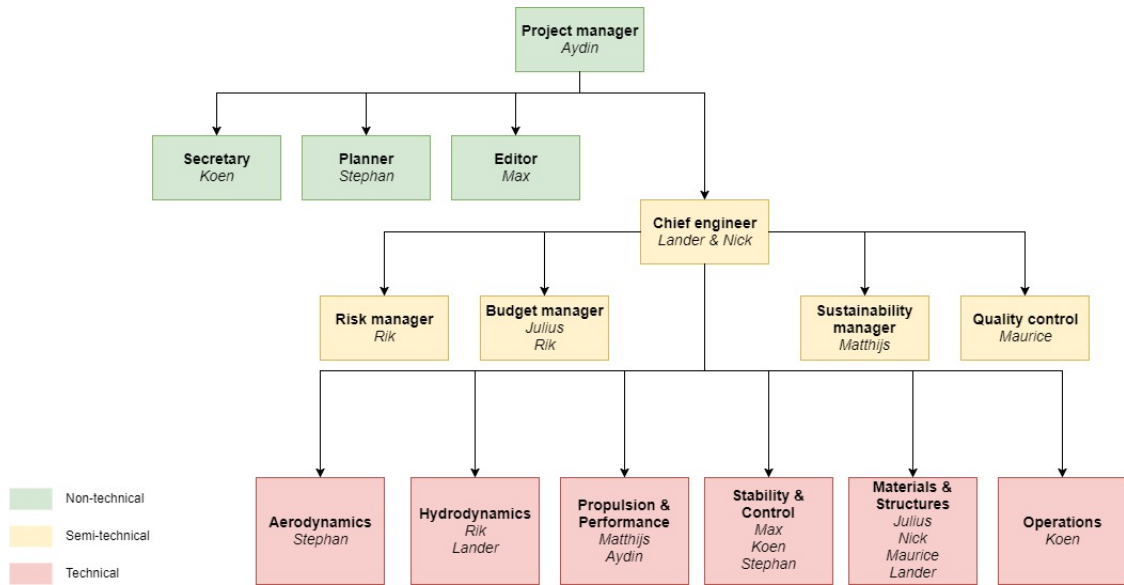 Project manager
Aydin
Secretary
Koen
Planner
Stephan
Editor
Max
Chief engineer
Lander & Nick
Risk manager
Rik
Budget manager
Julius
Rik
Sustainability
manager
Matthijs
Quality control
Maurice
Aerodynamics
Stephan
Hydrodynamics
Rik
Lander
Propulsion &
Performance
Matthijs
Aydin
Stability &
Control
Max
Koen
Stephan
Materials &
Structures
Julius
Nick
Maurice
Lander
Operations
Koen
Non-technical
Semi-technical
Technical